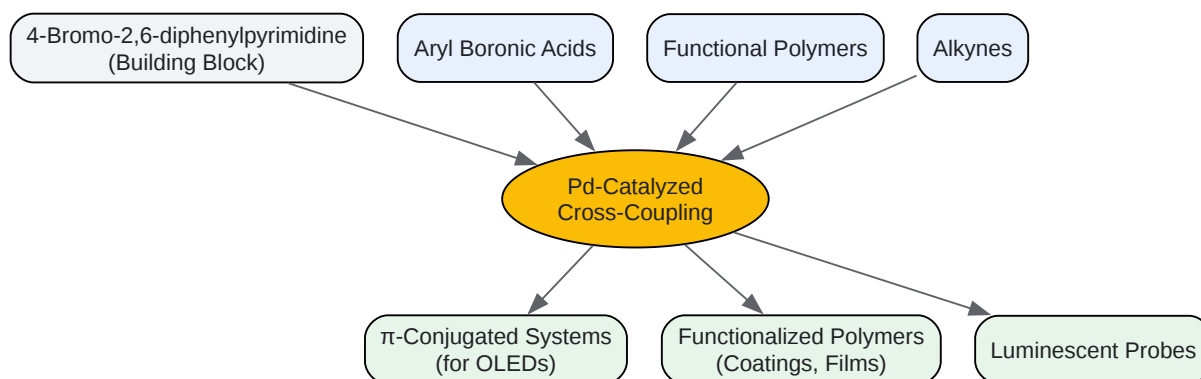 4-Bromo-2,6-diphenylpyrimidine
(Building Block)
Aryl Boronic Acids
Functional Polymers
Alkynes
Pd-Catalyzed
Cross-Coupling
π-Conjugated Systems
(for OLEDs)
Functionalized Polymers
(Coatings, Films)
Luminescent Probes